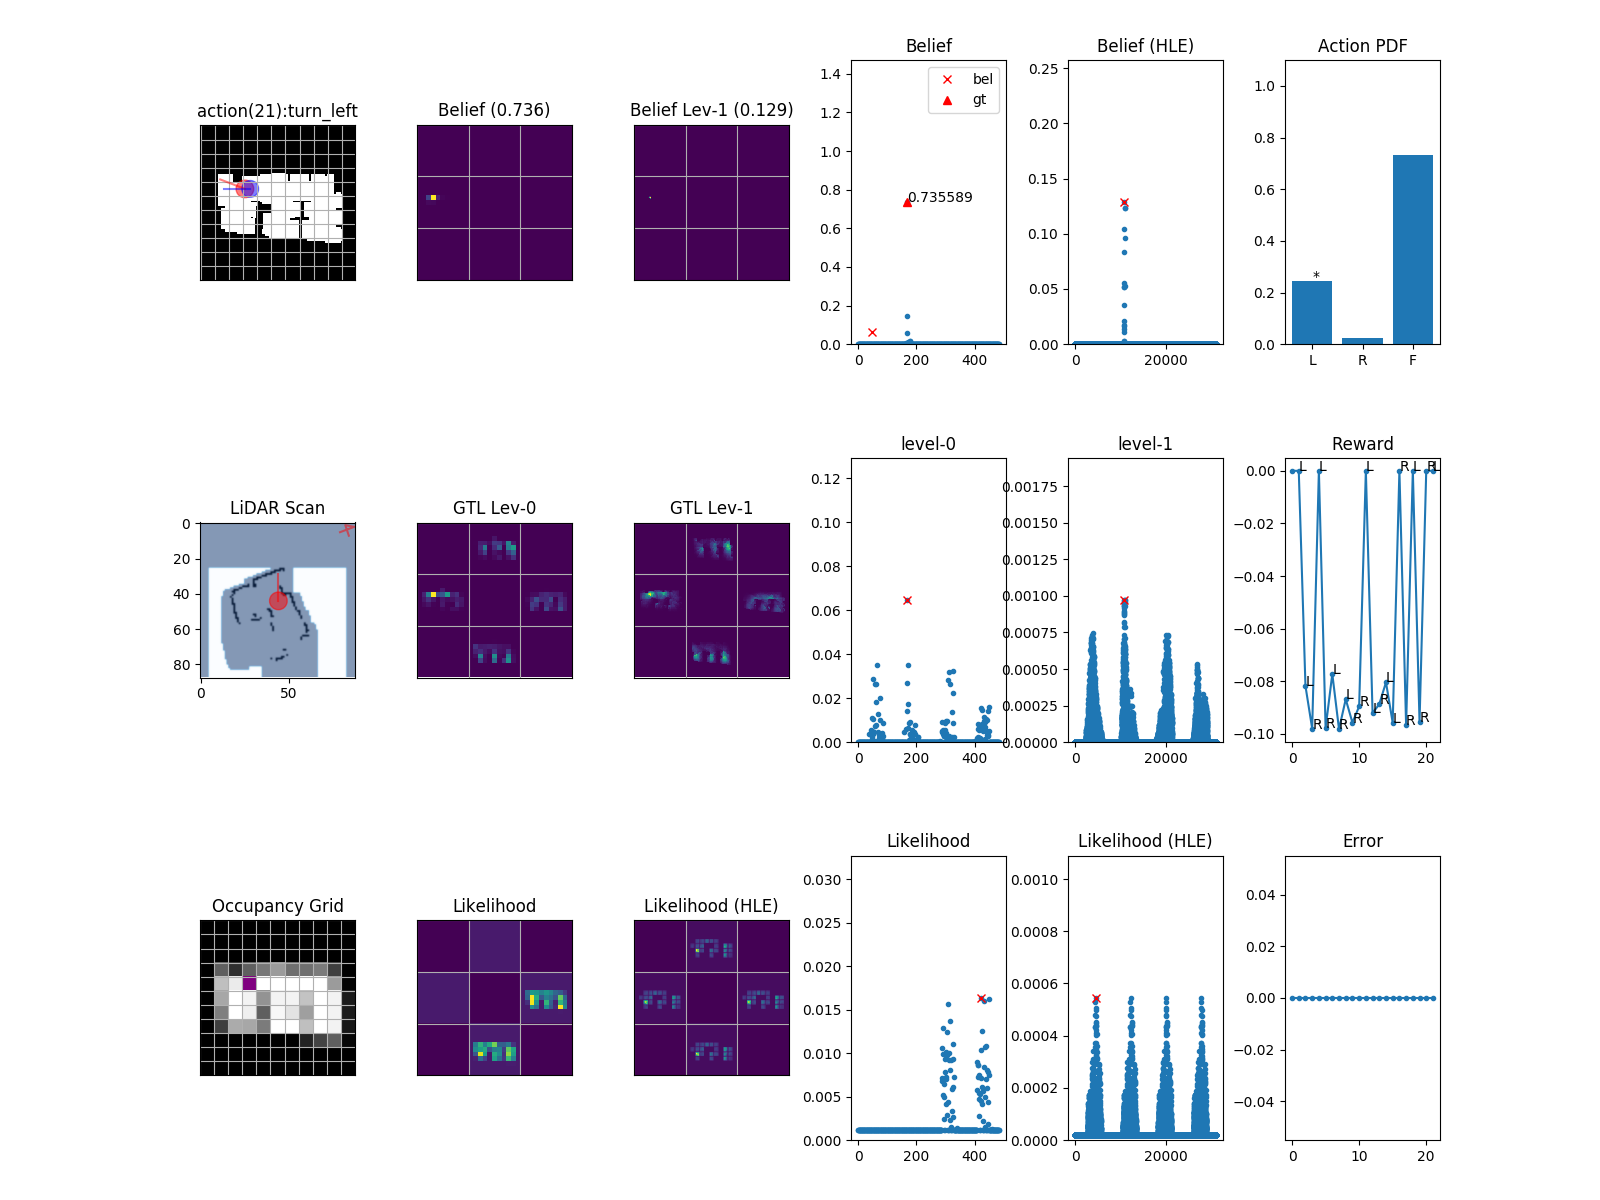 action(21):turn_left
Belief (0.736)
Belief Lev-1 (0.129)
Belief
1.4
1.2
1.0
0.8
0.6
0.4
0.2
0.0
0 200 400
bel
gt
0.735589
Belief (HLE)
0.25
0.20
0.15
0.10
0.05
0.00
0 20000
Action PDF
1.0
0.8
0.6
0.4
0.2
0.0
*
L R F
LiDAR Scan
0
20
40
60
80
0 50
GTL Lev-0
GTL Lev-1
level-0
0.12
0.10
0.08
0.06
0.04
0.02
0.00
0 200 400
level-1
0.00175
0.00150
0.00125
0.00100
0.00075
0.00050
0.00025
0.00000
0 20000
Reward
0.00
−0.02
−0.04
−0.06
−0.08
−0.10
0 10 20
L L L R L
L L L
R R R L R R L R L R R
Occupancy Grid
Likelihood
Likelihood (HLE)
Likelihood
0.030
0.025
0.020
0.015
0.010
0.005
0.000
0 200 400
Likelihood (HLE)
0.0010
0.0008
0.0006
0.0004
0.0002
0.0000
0 20000
Error
0.04
0.02
0.00
−0.02
−0.04
0 10 20